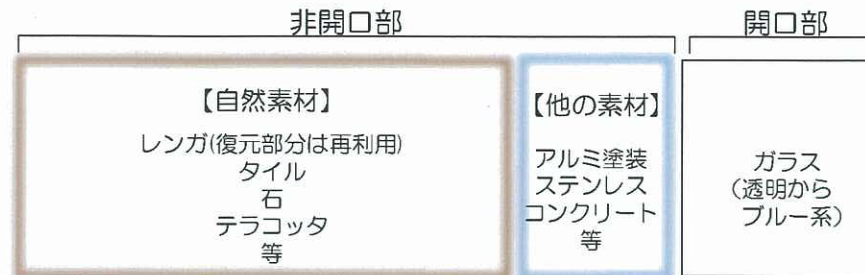 非開口部
開口部
【自然素材】
レンガ(復元部分は再利用)
タイル
石
テラコッタ
等
【他の素材】
アルミ塗装
ステンレス
コンクリート
等
ガラス
(透明から
ブルー系)